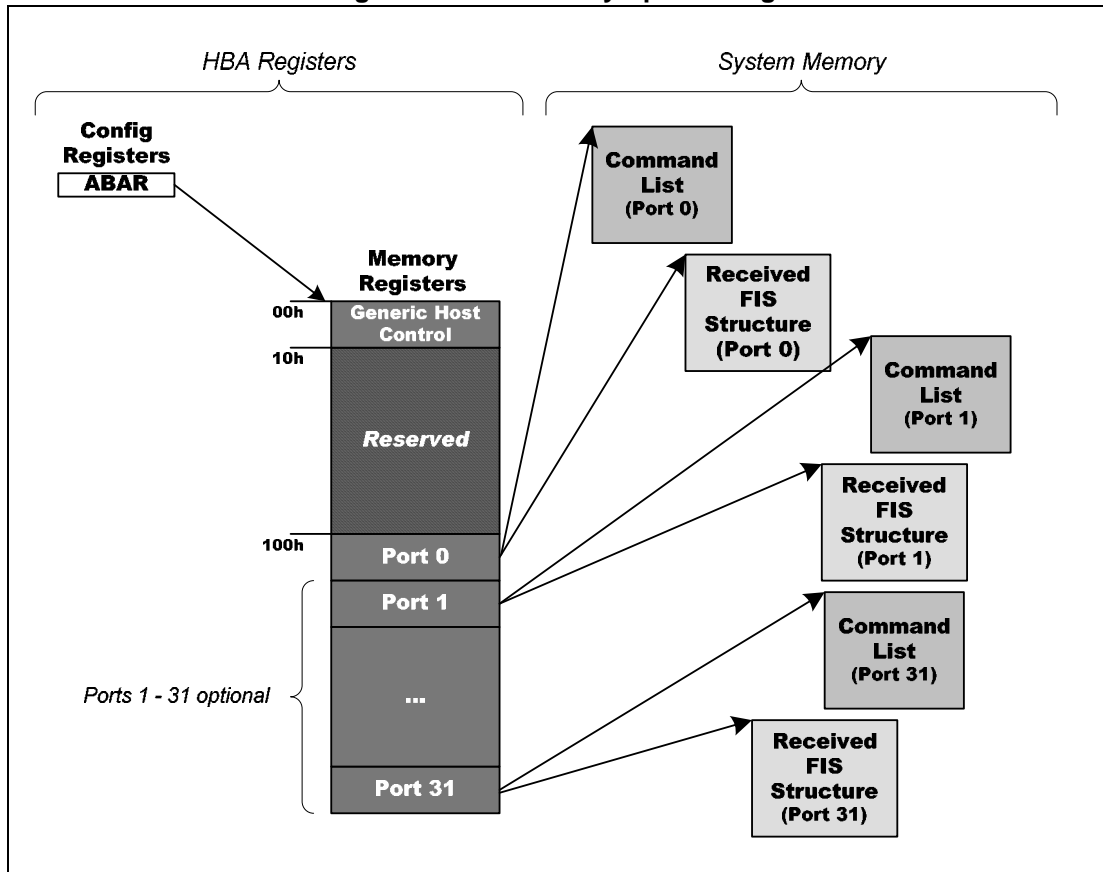 HBA Registers
System Memory
Config
Registers
ABAR
Memory
Registers
00h
Generic Host
Control
10h
Reserved
100h
Port 0
Port 1
...
Port 31
Ports 1 - 31 optional
Command
List
(Port 0)
Received
FIS
Structure
(Port 0)
Command
List
(Port 1)
Received
FIS
Structure
(Port 1)
Command
List
(Port 31)
Received
FIS
Structure
(Port 31)